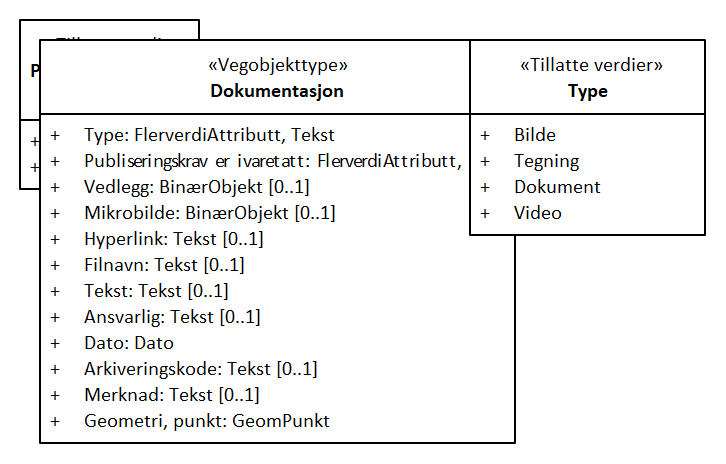 «Vegobjekttype»
Dokumentasjon
+ Type: FlerverdiAttributt, Tekst
+ Publiseringskrav er ivaretatt: FlerverdiAttributt,
+ Vedlegg: BinærObjekt [0..1]
+ Mikrobilde: BinærObjekt [0..1]
+ Hyperlink: Tekst [0..1]
+ Filnavn: Tekst [0..1]
+ Tekst: Tekst [0..1]
+ Ansvarlig: Tekst [0..1]
+ Dato: Dato
+ Arkiveringskode: Tekst [0..1]
+ Merknad: Tekst [0..1]
+ Geometri, punkt: GeomPunkt
«Tillatte verdier»
Type
+ Bilde
+ Tegning
+ Dokument
+ Video